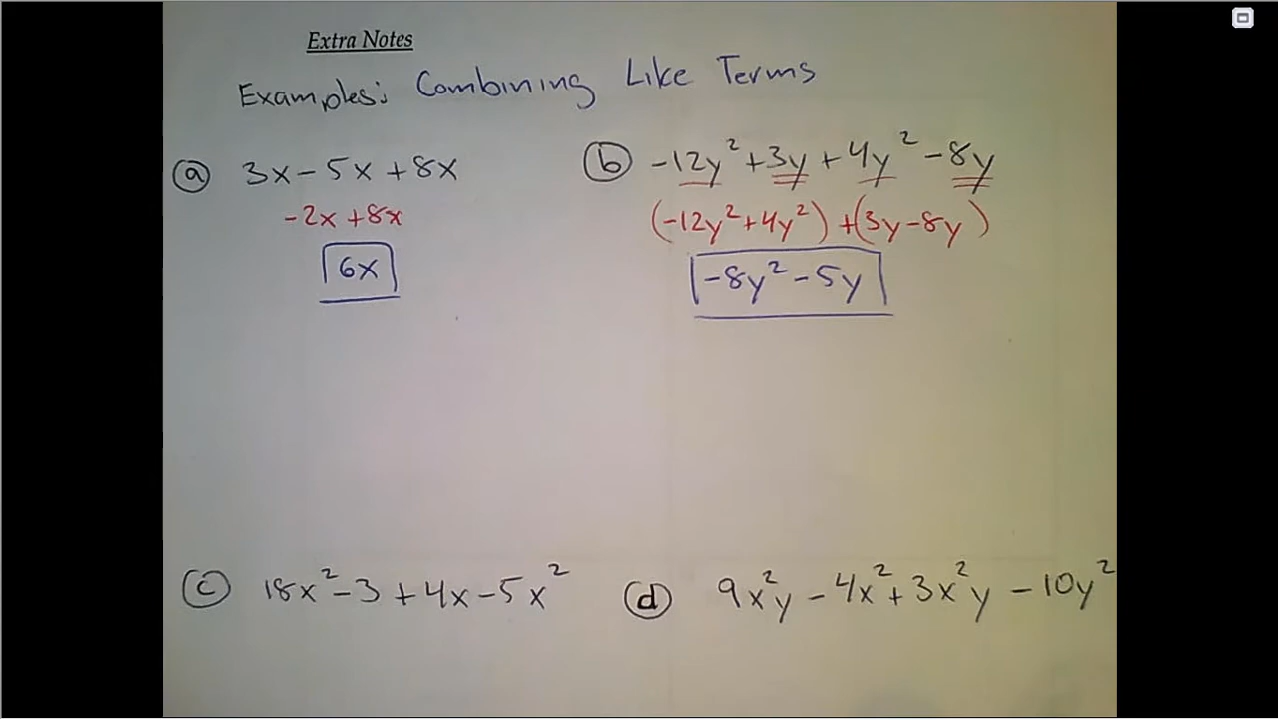 Extra Notes
Examples: Combining Like Terms
ⓐ 3x - 5x + 8x
-2x + 8x
6x
ⓑ -12y² + 3y + 4y² - 8y
(-12y² + 4y²) + (3y - 8y)
-8y² - 5y
ⓒ 18x² - 3 + 4x - 5x²
ⓓ 9x²y - 4x² + 3x²y - 10y²